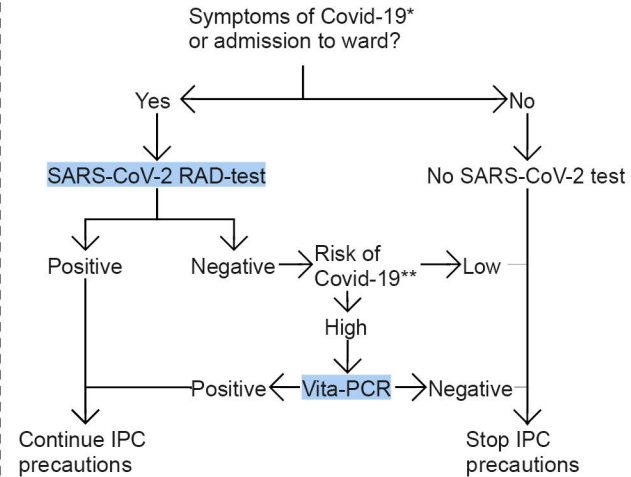 Symptoms of Covid-19*
or admission to ward?
Yes
No
SARS-CoV-2 RAD-test
No SARS-CoV-2 test
Positive
Negative
Risk of
Covid-19**
Low
High
Positive
Vita-PCR
Negative
Continue IPC
precautions
Stop IPC
precautions